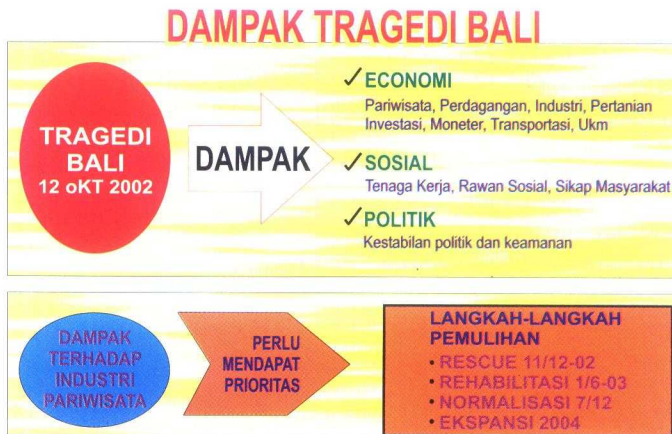 DAMPAK TRAGEDI BALI
TRAGEDI
BALI
12 oKT 2002
DAMPAK
✓ ECONOMI
Pariwisata, Perdagangan, Industri, Pertanian
Investasi, Moneter, Transportasi, Ukm
✓ SOSIAL
Tenaga Kerja, Rawan Sosial, Sikap Masyarakat
✓ POLITIK
Kestabilan politik dan keamanan
DAMPAK
TERHADAP
INDUSTRI
PARIWISATA
PERLU
MENDAPAT
PRIORITAS
LANGKAH-LANGKAH
PEMULIHAN
• RESCUE 11/12-02
• REHABILITASI 1/6-03
• NORMALISASI 7/12
• EKSPANSI 2004